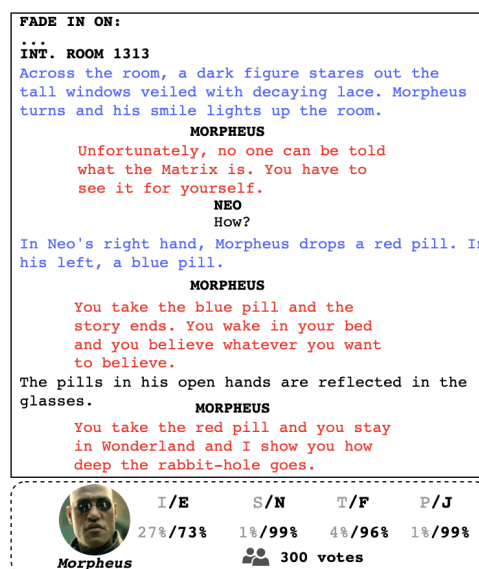 FADE IN ON:
...
INT. ROOM 1313
Across the room, a dark figure stares out the
tall windows veiled with decaying lace. Morpheus
turns and his smile lights up the room.
MORPHEUS
Unfortunately, no one can be told
what the Matrix is. You have to
see it for yourself.
NEO
How?
In Neo's right hand, Morpheus drops a red pill. In
his left, a blue pill.
MORPHEUS
You take the blue pill and the
story ends. You wake in your bed
and you believe whatever you want
to believe.
The pills in his open hands are reflected in the
glasses.
MORPHEUS
You take the red pill and you stay
in Wonderland and I show you how
deep the rabbit-hole goes.
I/E S/N T/F P/J
27%/73% 1%/99% 4%/96% 1%/99%
300 votes
Morpheus